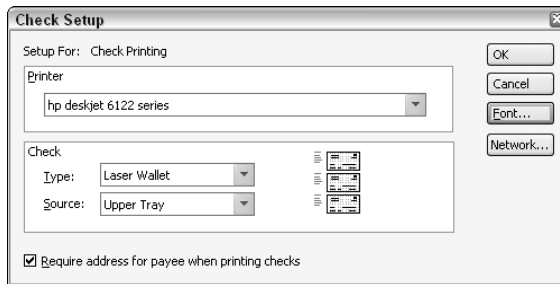 Check Setup
Setup For: Check Printing
Printer
hp deskjet 6122 series
Check
Type: Laser Wallet
Source: Upper Tray
Require address for payee when printing checks
OK
Cancel
Font...
Network...